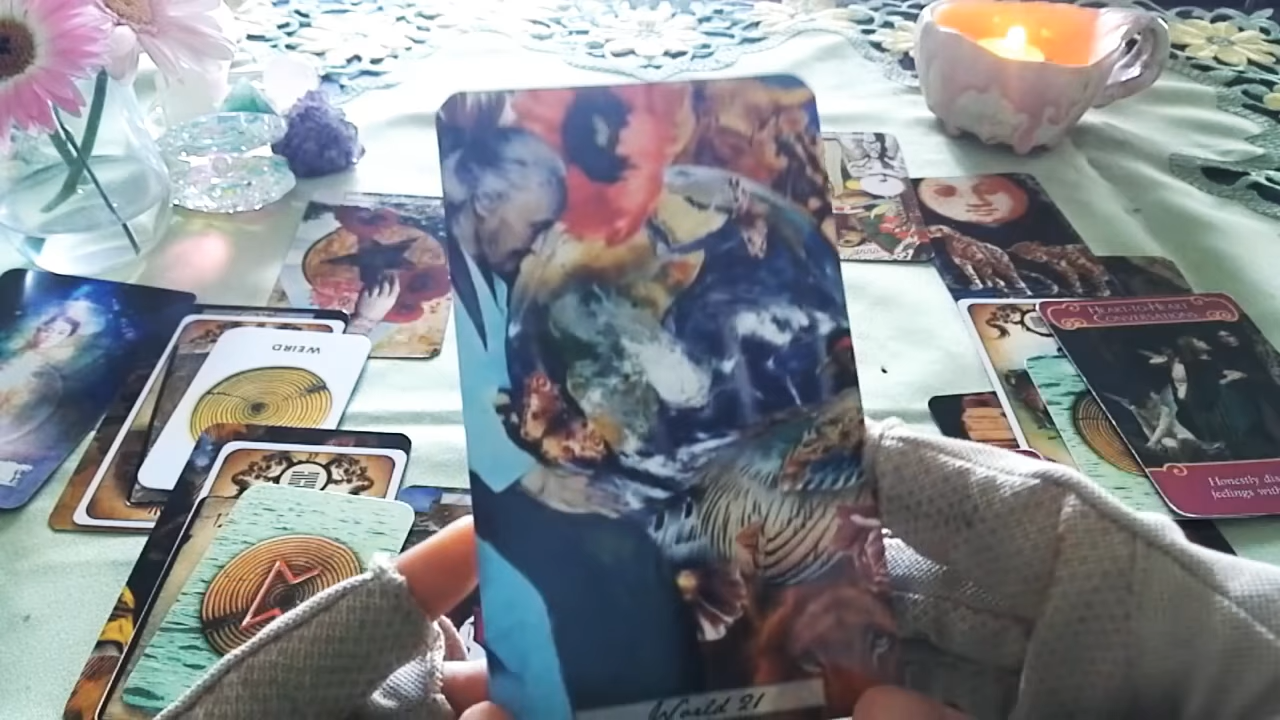 WEIRD
HEART-TO-HEART
CONVERSATIONS
Honestly dis
feelings with
World 21